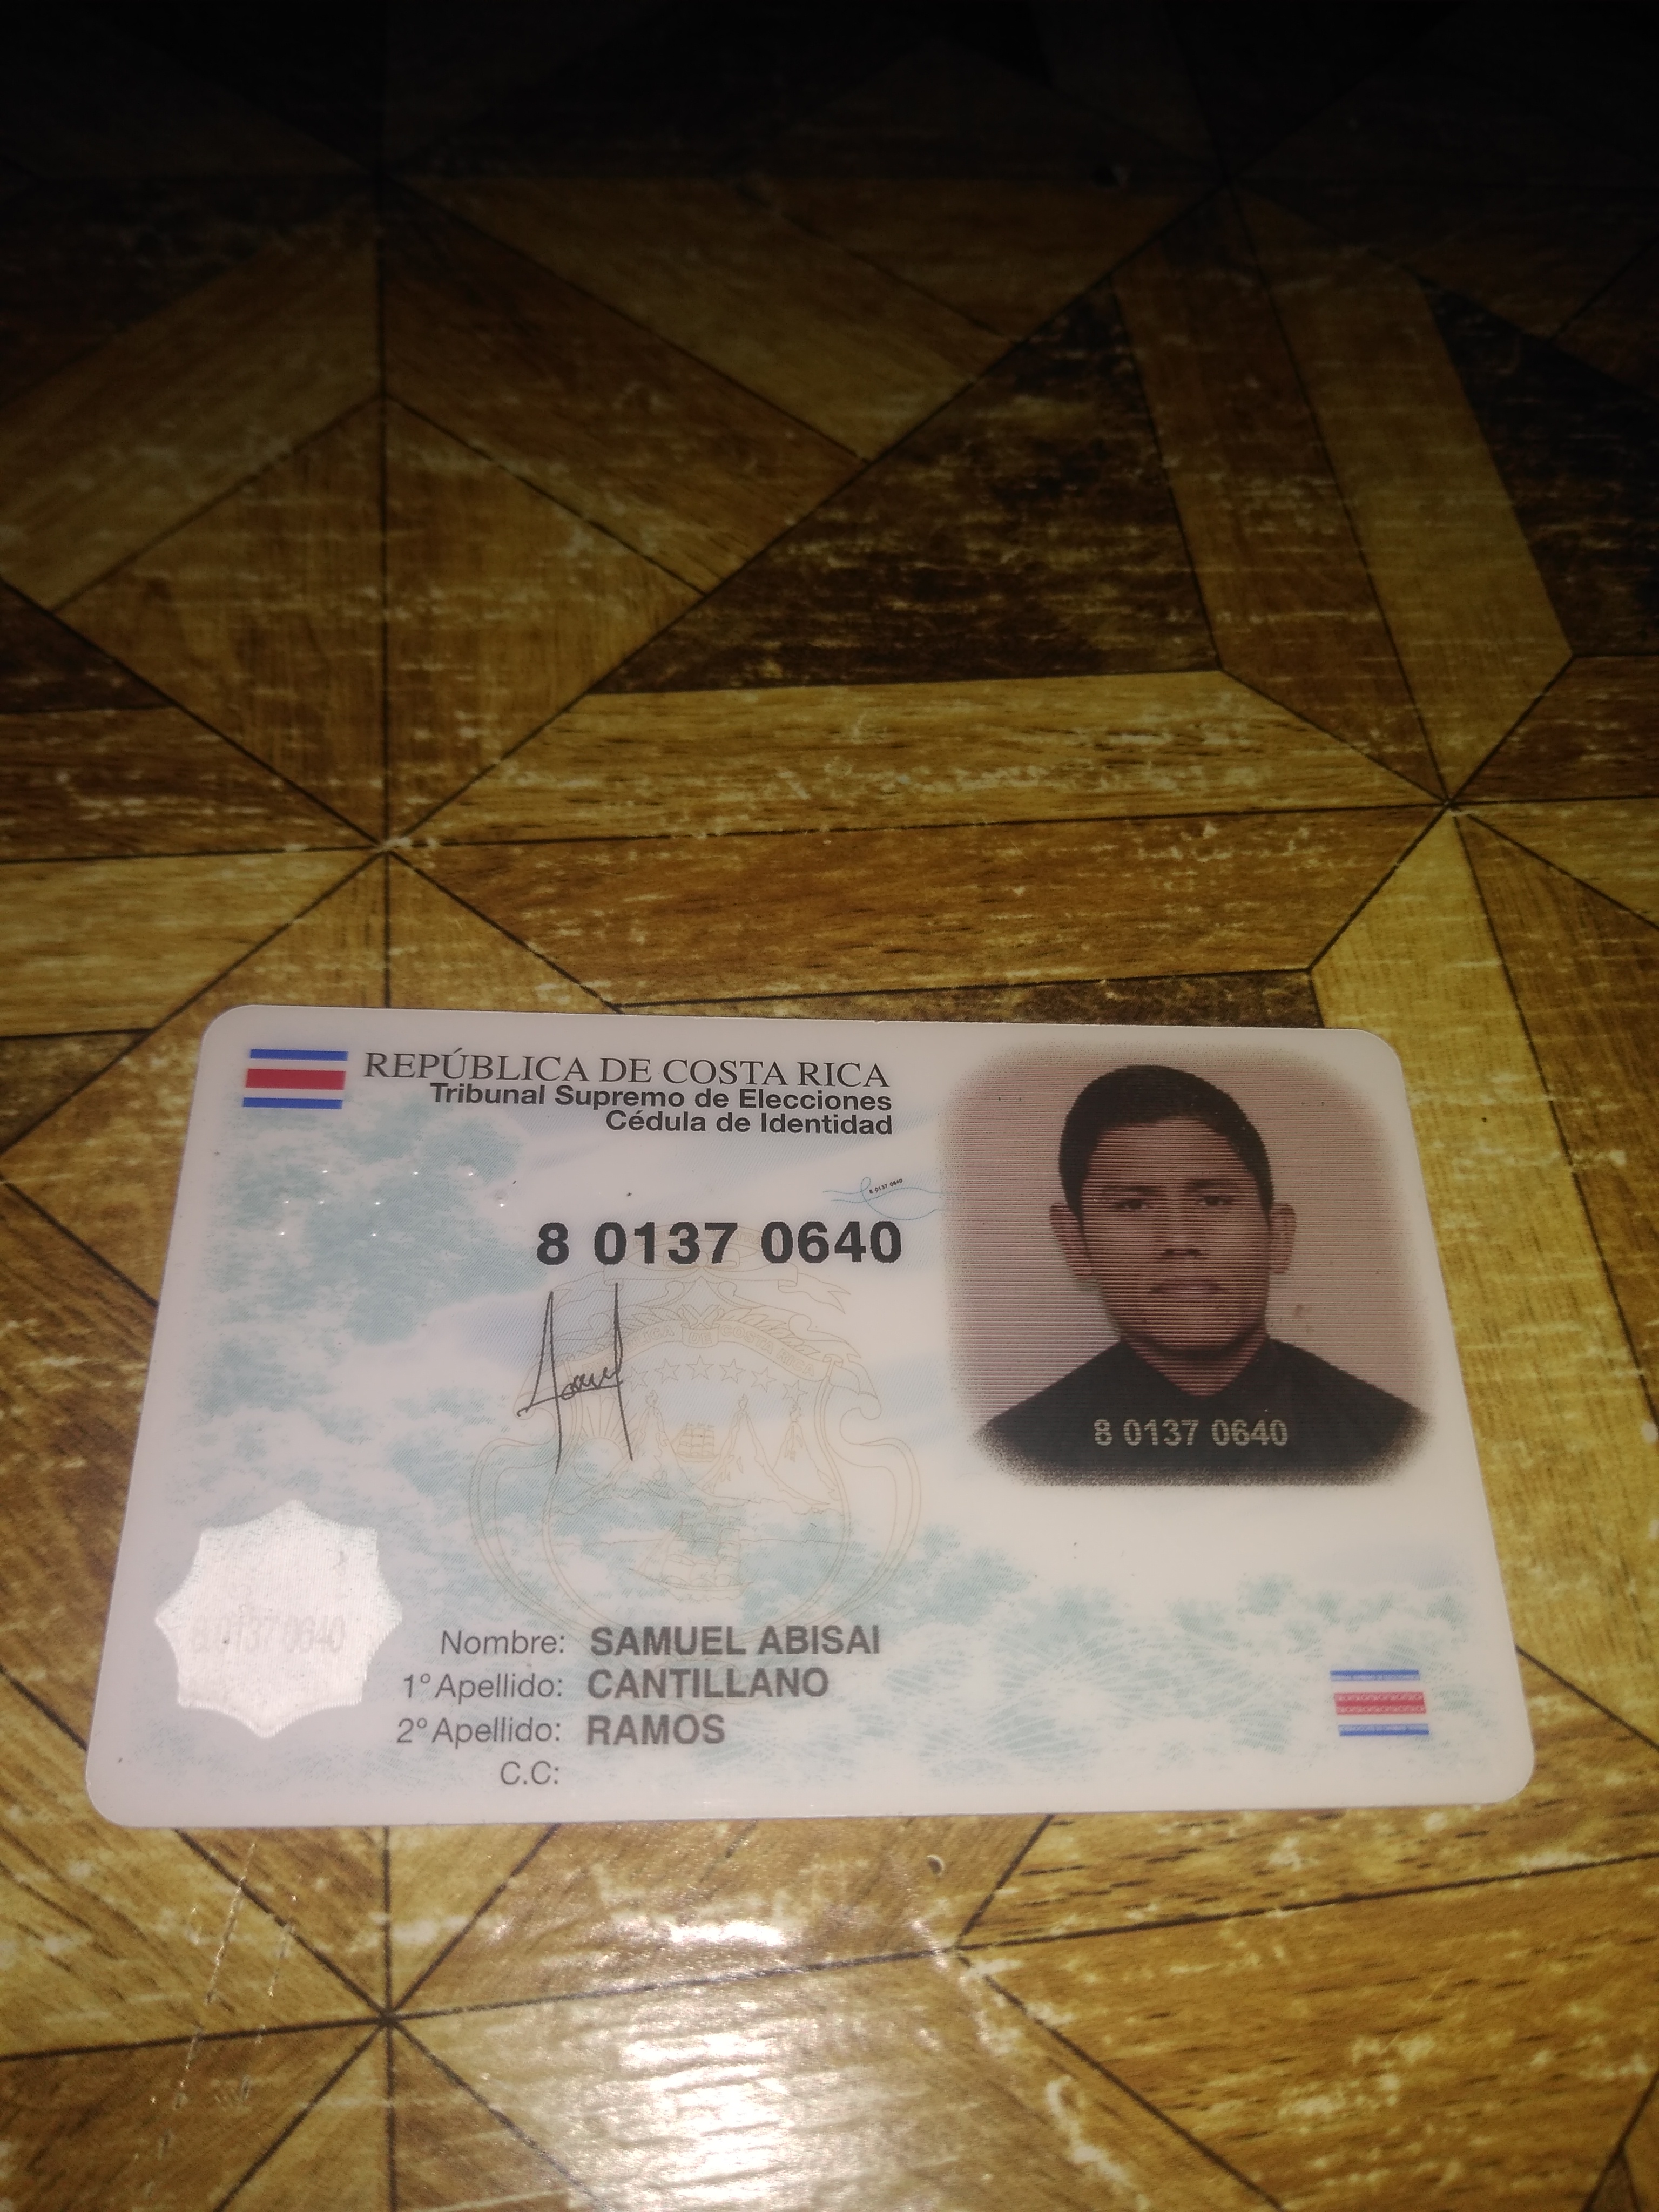 REPÚBLICA DE COSTA RICA
Tribunal Supremo de Elecciones
Cédula de Identidad
8 0137 0640
8 0137 0640
8 0137 0640
8 0137 0640
Nombre: SAMUEL ABISAI
1° Apellido: CANTILLANO
2° Apellido: RAMOS
C.C: